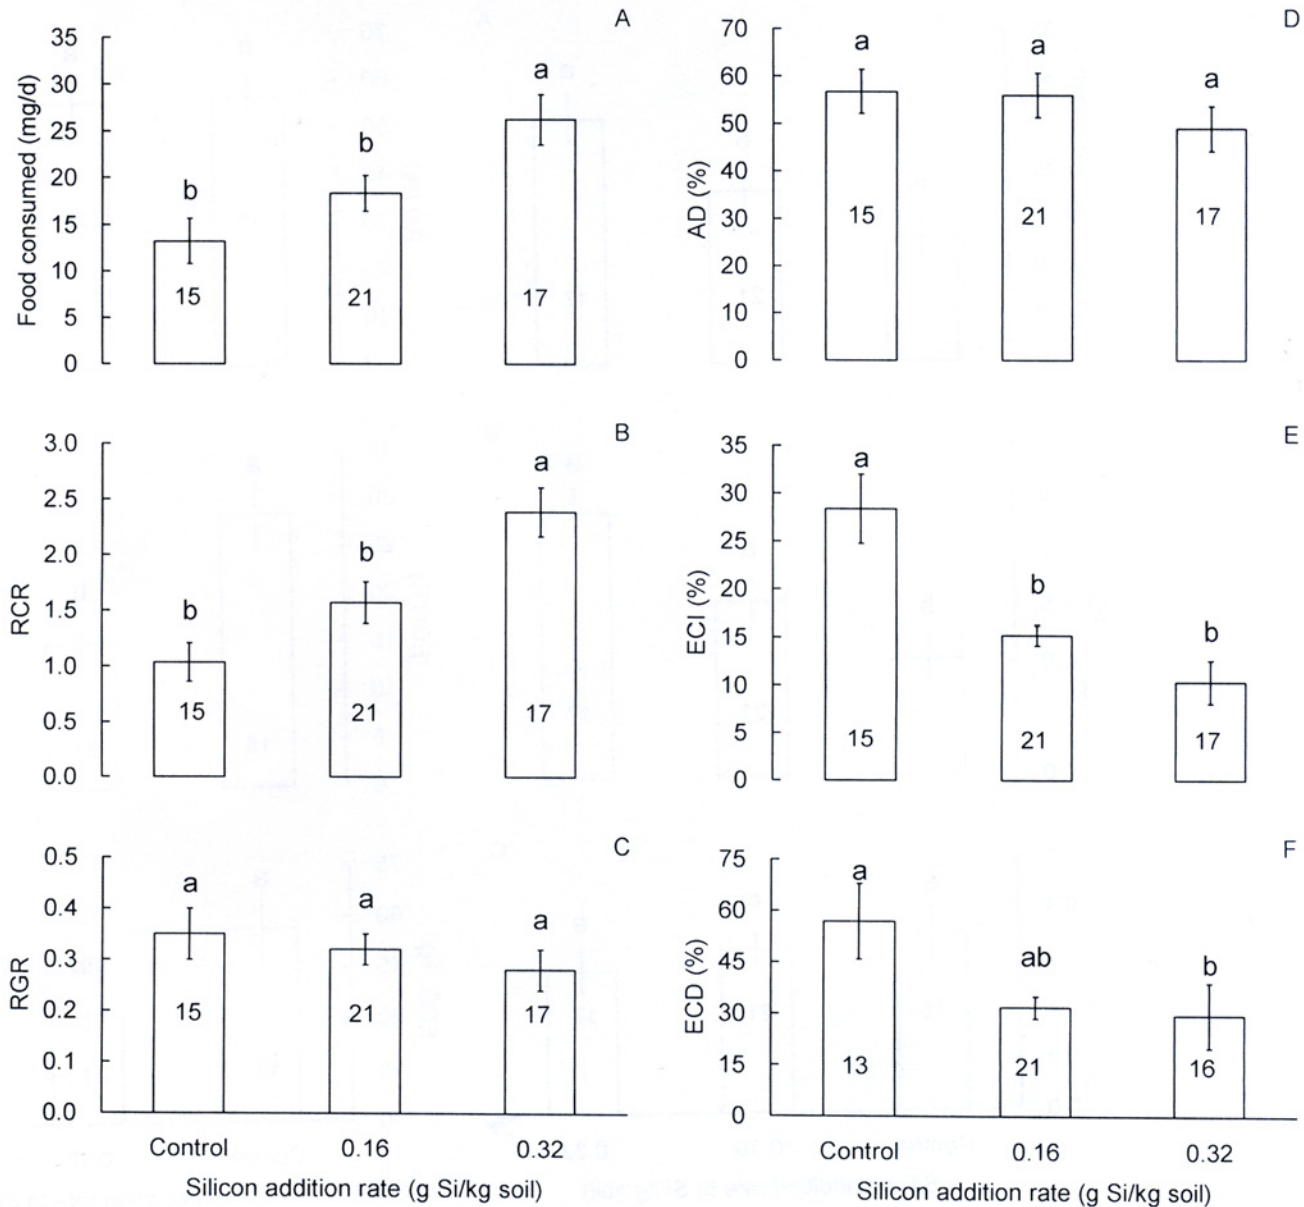 A
Food consumed (mg/d)
35
30
25
20
15
10
5
0
b
b
a
15
21
17
B
RCR
3.0
2.5
2.0
1.5
1.0
0.5
0.0
b
b
a
15
21
17
C
RGR
0.5
0.4
0.3
0.2
0.1
0.0
a
a
a
15
21
17
Control
0.16
0.32
Silicon addition rate (g Si/kg soil)
D
AD (%)
70
60
50
40
30
20
10
0
a
a
a
15
21
17
E
ECI (%)
35
30
25
20
15
10
5
0
a
b
b
15
21
17
F
ECD (%)
75
60
45
30
15
0
a
ab
b
13
21
16
Control
0.16
0.32
Silicon addition rate (g Si/kg soil)